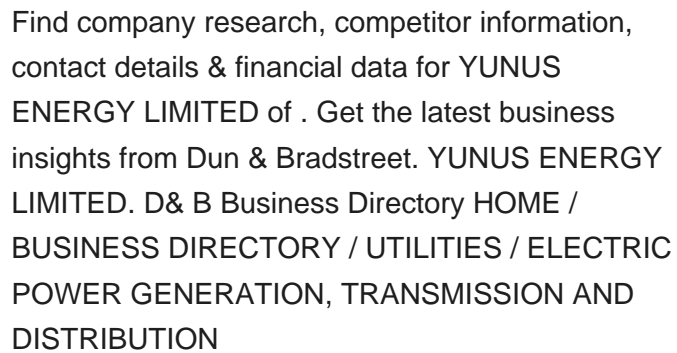 Find company research, competitor information,
contact details & financial data for YUNUS
ENERGY LIMITED of . Get the latest business
insights from Dun & Bradstreet. YUNUS ENERGY
LIMITED. D& B Business Directory HOME /
BUSINESS DIRECTORY / UTILITIES / ELECTRIC
POWER GENERATION, TRANSMISSION AND
DISTRIBUTION